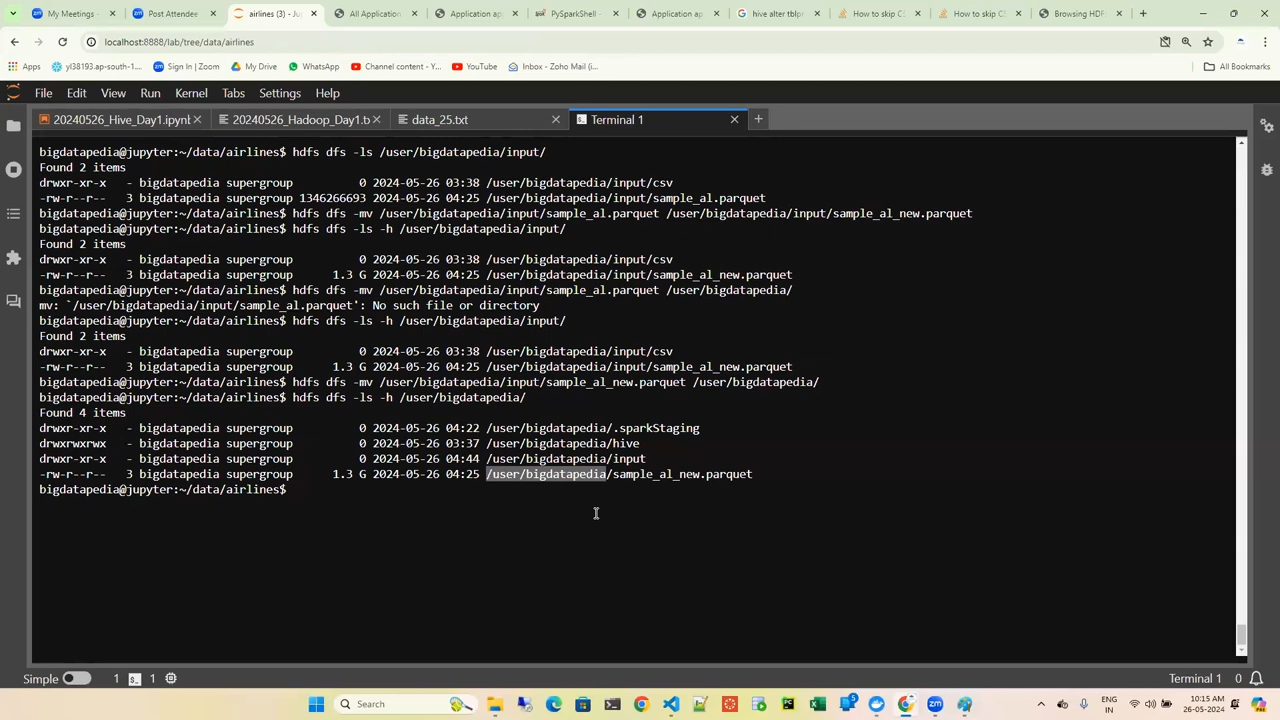 My Meetings -
Post Attendee
airlines (3) - Jup
All Application
Application ap
PySparkShell -
Application ap
hive alter tblp
How to skip CS
How to skip CS
Browsing HDF
localhost:8888/lab/tree/data/airlines
Apps
yl38193.ap-south-1....
Sign In | Zoom
My Drive
WhatsApp
Channel content - Y...
YouTube
Inbox - Zoho Mail (i...
All Bookmarks
File Edit View Run Kernel Tabs Settings Help
20240526_Hive_Day1.ipynt
20240526_Hadoop_Day1.b
data_25.txt
Terminal 1
bigdatapedia@jupyter:~/data/airlines$ hdfs dfs -ls /user/bigdatapedia/input/
Found 2 items
drwxr-xr-x - bigdatapedia supergroup 0 2024-05-26 03:38 /user/bigdatapedia/input/csv
-rw-r--r-- 3 bigdatapedia supergroup 1346266693 2024-05-26 04:25 /user/bigdatapedia/input/sample_al.parquet
bigdatapedia@jupyter:~/data/airlines$ hdfs dfs -mv /user/bigdatapedia/input/sample_al.parquet /user/bigdatapedia/input/sample_al_new.parquet
bigdatapedia@jupyter:~/data/airlines$ hdfs dfs -ls -h /user/bigdatapedia/input/
Found 2 items
drwxr-xr-x - bigdatapedia supergroup 0 2024-05-26 03:38 /user/bigdatapedia/input/csv
-rw-r--r-- 3 bigdatapedia supergroup 1.3 G 2024-05-26 04:25 /user/bigdatapedia/input/sample_al_new.parquet
bigdatapedia@jupyter:~/data/airlines$ hdfs dfs -mv /user/bigdatapedia/input/sample_al.parquet /user/bigdatapedia/
mv: `/user/bigdatapedia/input/sample_al.parquet': No such file or directory
bigdatapedia@jupyter:~/data/airlines$ hdfs dfs -ls -h /user/bigdatapedia/input/
Found 2 items
drwxr-xr-x - bigdatapedia supergroup 0 2024-05-26 03:38 /user/bigdatapedia/input/csv
-rw-r--r-- 3 bigdatapedia supergroup 1.3 G 2024-05-26 04:25 /user/bigdatapedia/input/sample_al_new.parquet
bigdatapedia@jupyter:~/data/airlines$ hdfs dfs -mv /user/bigdatapedia/input/sample_al_new.parquet /user/bigdatapedia/
bigdatapedia@jupyter:~/data/airlines$ hdfs dfs -ls -h /user/bigdatapedia/
Found 4 items
drwxr-xr-x - bigdatapedia supergroup 0 2024-05-26 04:22 /user/bigdatapedia/.sparkStaging
drwxrwxrwx - bigdatapedia supergroup 0 2024-05-26 03:37 /user/bigdatapedia/hive
drwxr-xr-x - bigdatapedia supergroup 0 2024-05-26 04:44 /user/bigdatapedia/input
-rw-r--r-- 3 bigdatapedia supergroup 1.3 G 2024-05-26 04:25 /user/bigdatapedia/sample_al_new.parquet
bigdatapedia@jupyter:~/data/airlines$
Simple 1 1 Terminal 1 0
Search
ENG
IN
10:15 AM
26-05-2024